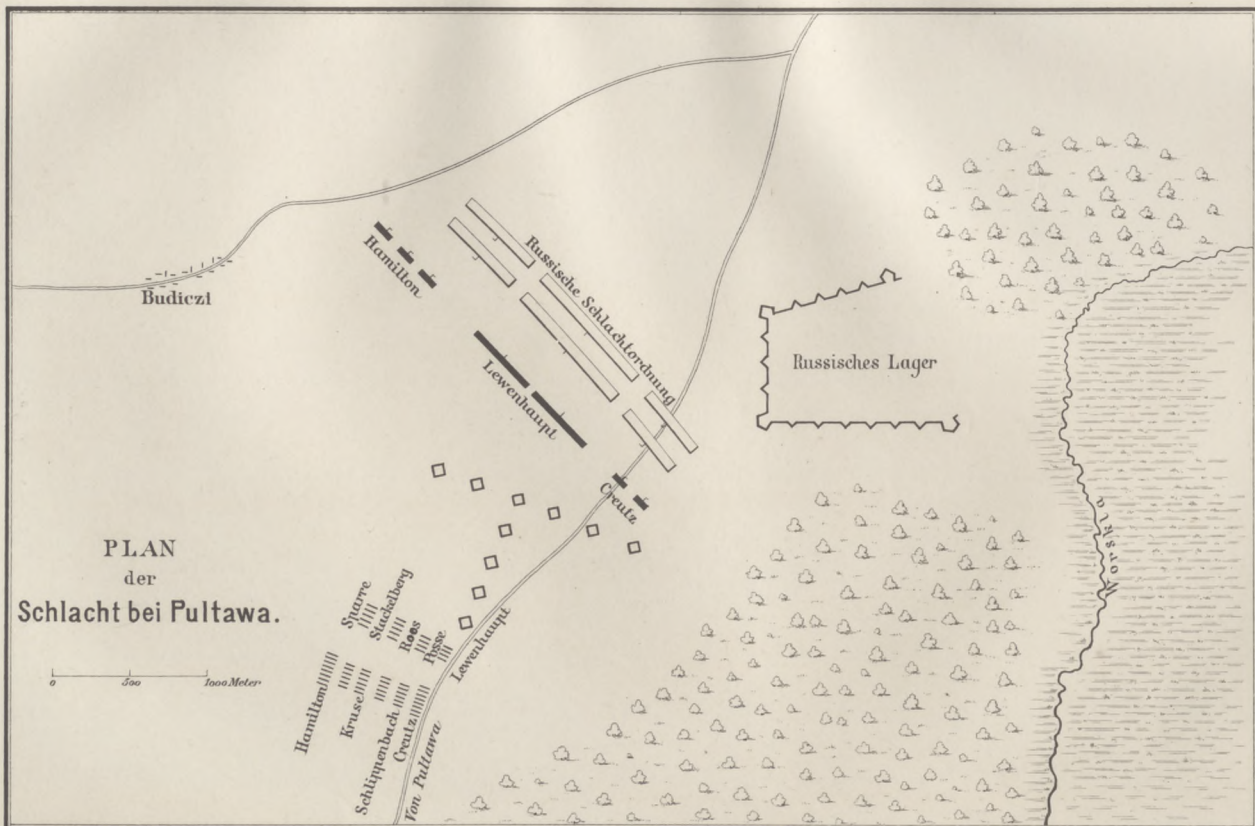 Hamilton
Russische Schlachtordnung
Budiczi
Lewenhaupt
Russisches Lager
Creutz
Worskla
PLAN
der
Schlacht bei Pultawa.
0 500 1000 Meter
Sparre
Stackelberg
Roos
Posse
Lewenhaupt
Hamilton
Kruse
Schlippenbach
Creutz
Von Pultawa